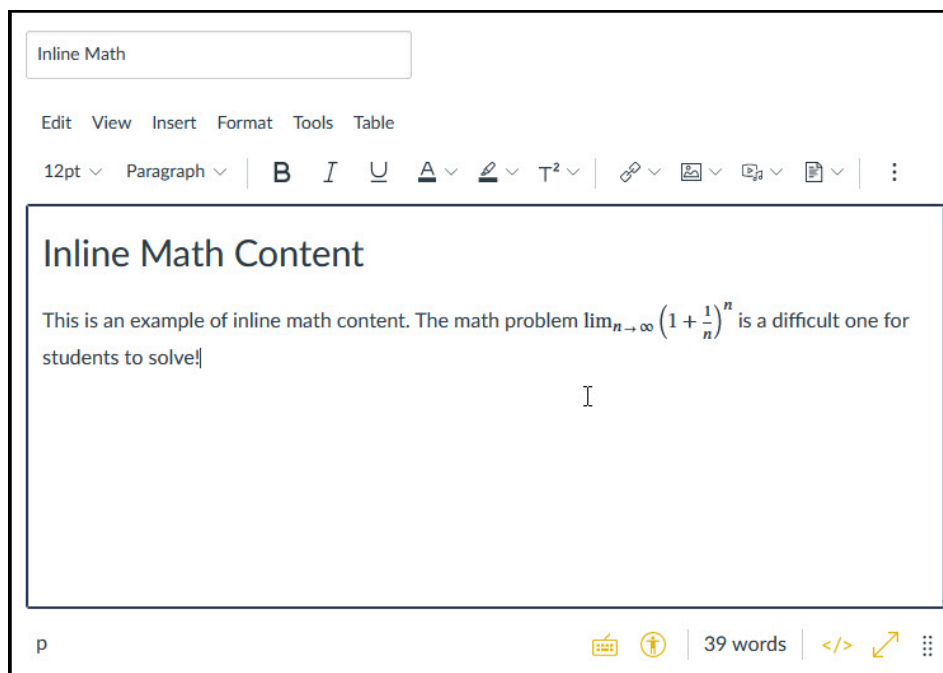 Inline Math
Edit View Insert Format Tools Table
12pt Paragraph B I U A T²
Inline Math Content
This is an example of inline math content. The math problem lim_{n→∞} (1 + 1/n)^n is a difficult one for
students to solve!
p 39 words </>